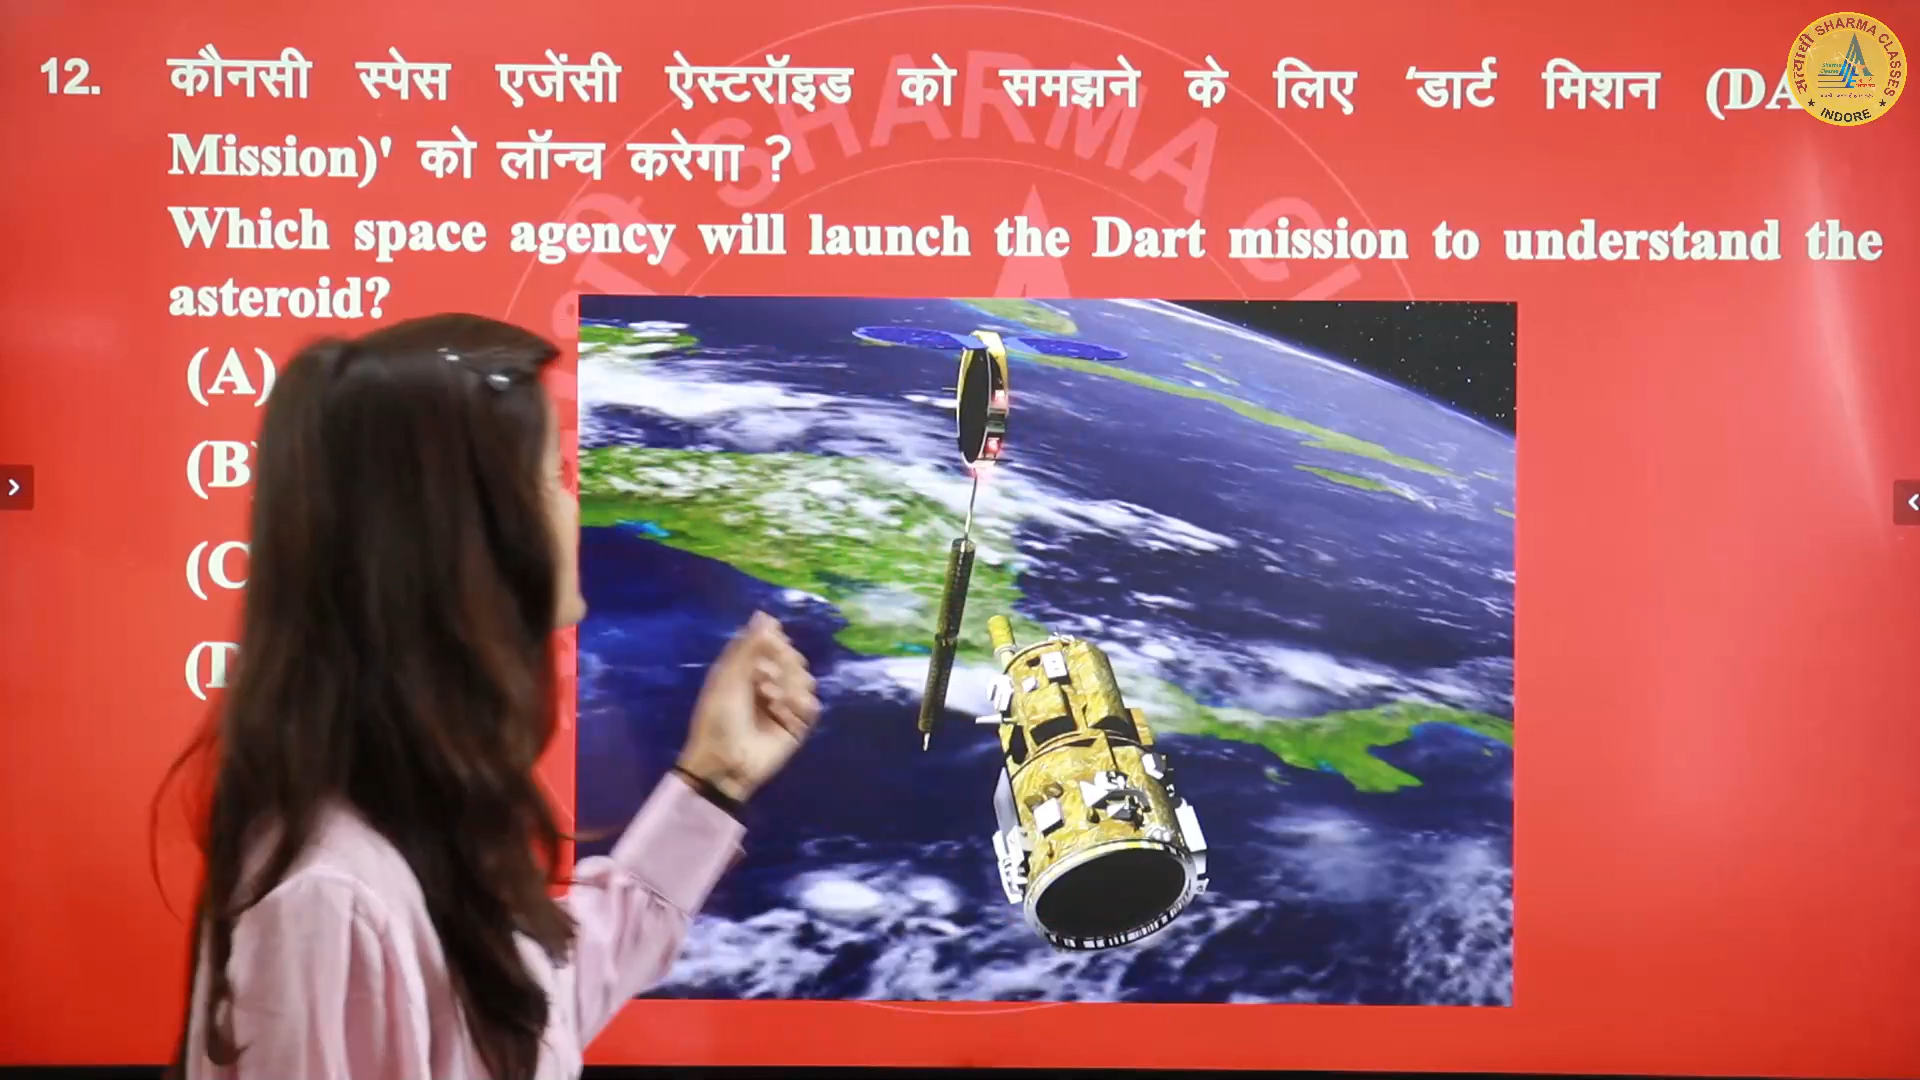 12. कौनसी स्पेस एजेंसी ऐस्टरॉइड को समझने के लिए ‘डार्ट मिशन
Mission)' को लॉन्च करेगा ?
Which space agency will launch the Dart mission to understand the
asteroid?
(A)
(B)
(C
SHARMA CLASSES
INDORE